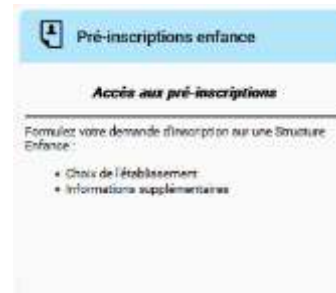 Pré-inscriptions enfance
Accès aux pré-inscriptions
Formulez votre demande d'inscription sur une Structure
Enfance :
• Choix de l'établissement
• Informations supplémentaires